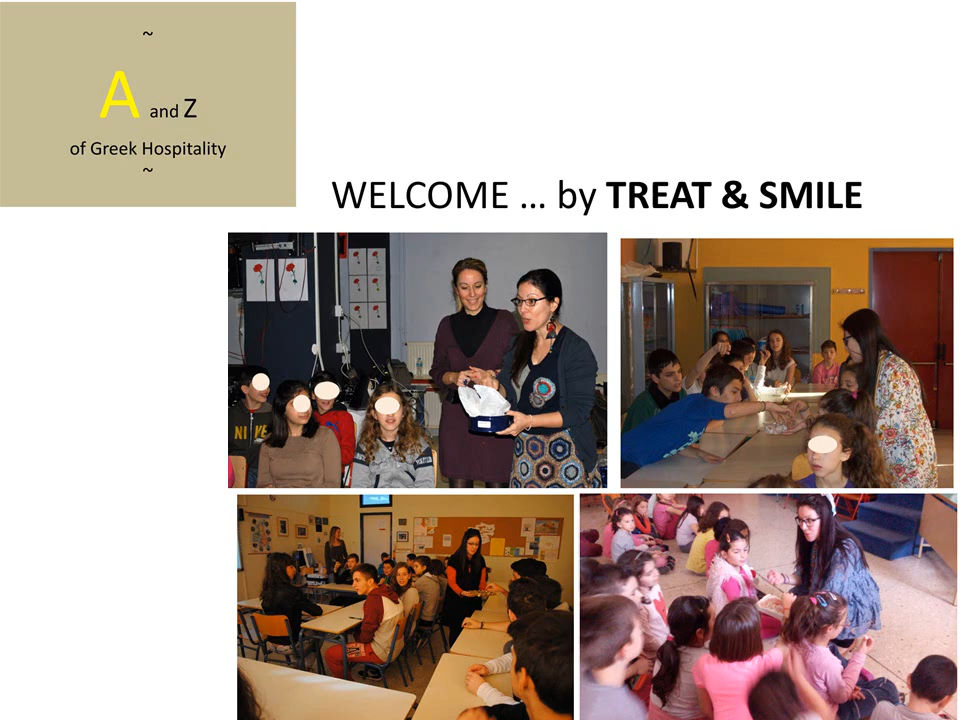 ~
A and Z
of Greek Hospitality
~
WELCOME … by TREAT & SMILE